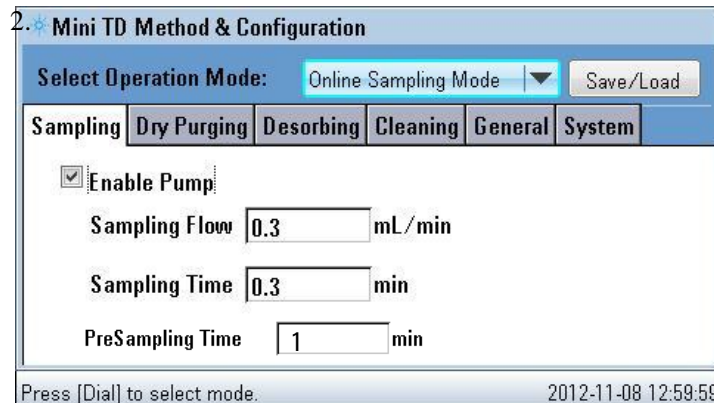 2. Mini TD Method & Configuration
Select Operation Mode: Online Sampling Mode Save/Load
Sampling Dry Purging Desorbing Cleaning General System
Enable Pump
Sampling Flow 0.3 mL/min
Sampling Time 0.3 min
PreSampling Time 1 min
Press [Dial] to select mode. 2012-11-08 12:59:59